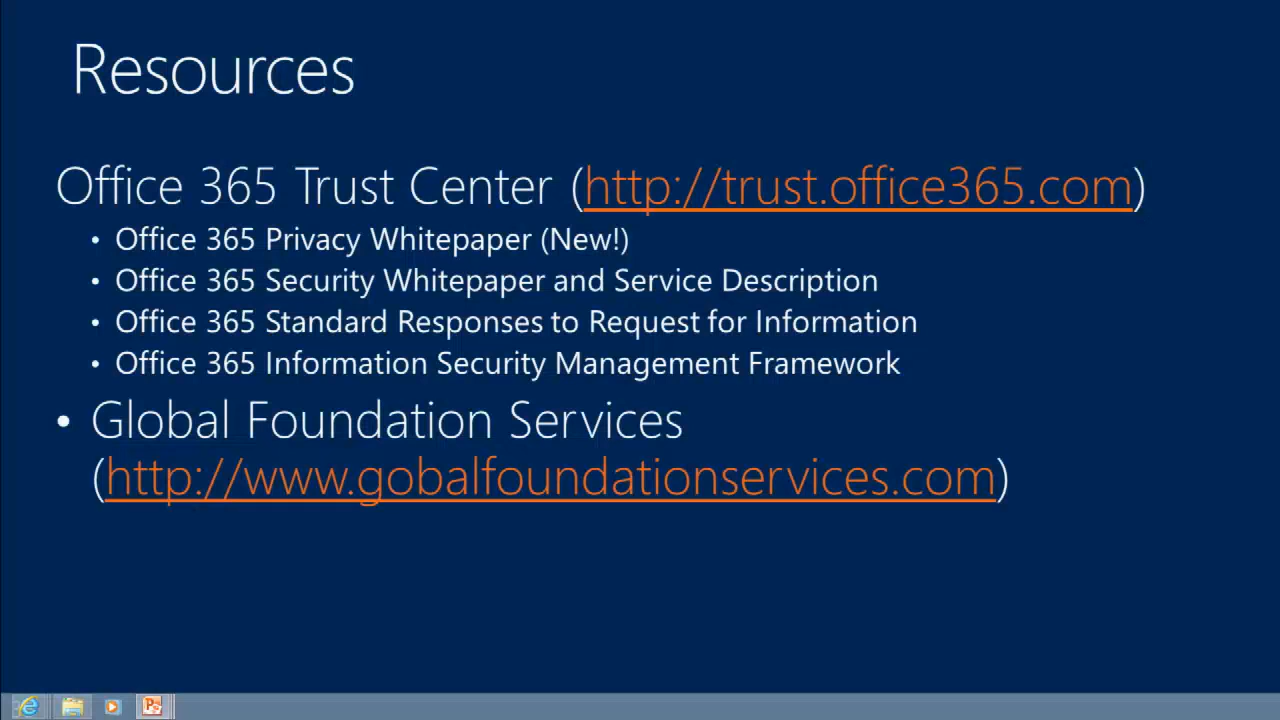 Resources
Office 365 Trust Center (http://trust.office365.com)
• Office 365 Privacy Whitepaper (New!)
• Office 365 Security Whitepaper and Service Description
• Office 365 Standard Responses to Request for Information
• Office 365 Information Security Management Framework
• Global Foundation Services
(http://www.gobalfoundationservices.com)